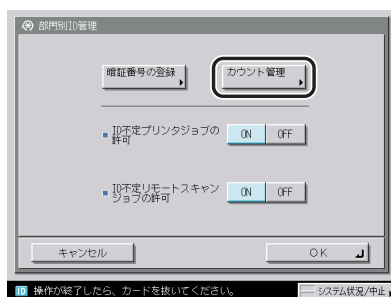 部門別ID管理
暗証番号の登録
カウント管理
ID不定プリンタジョブの
許可
ON OFF
ID不定リモートスキャン
ジョブの許可
ON OFF
キャンセル
OK
ID 操作が終了したら、カードを抜いてください。
システム状況/中止